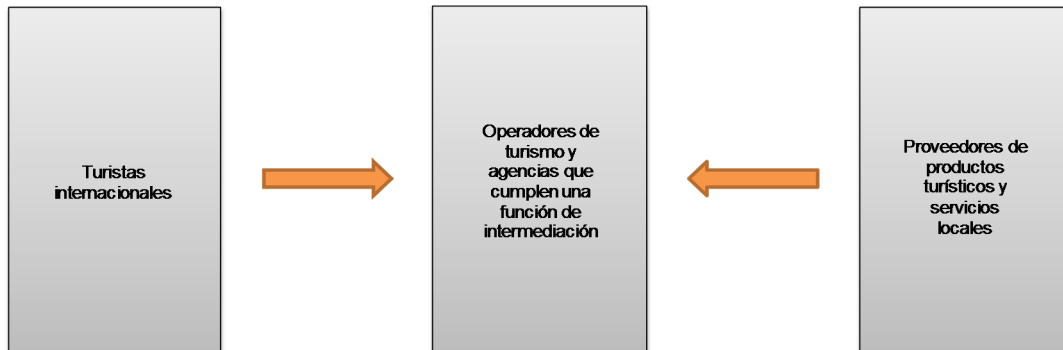 Turistas
internacionales
Operadores de
turismo y
agencias que
cumplen una
función de
intermediación
Proveedores de
productos
turísticos y
servicios
locales